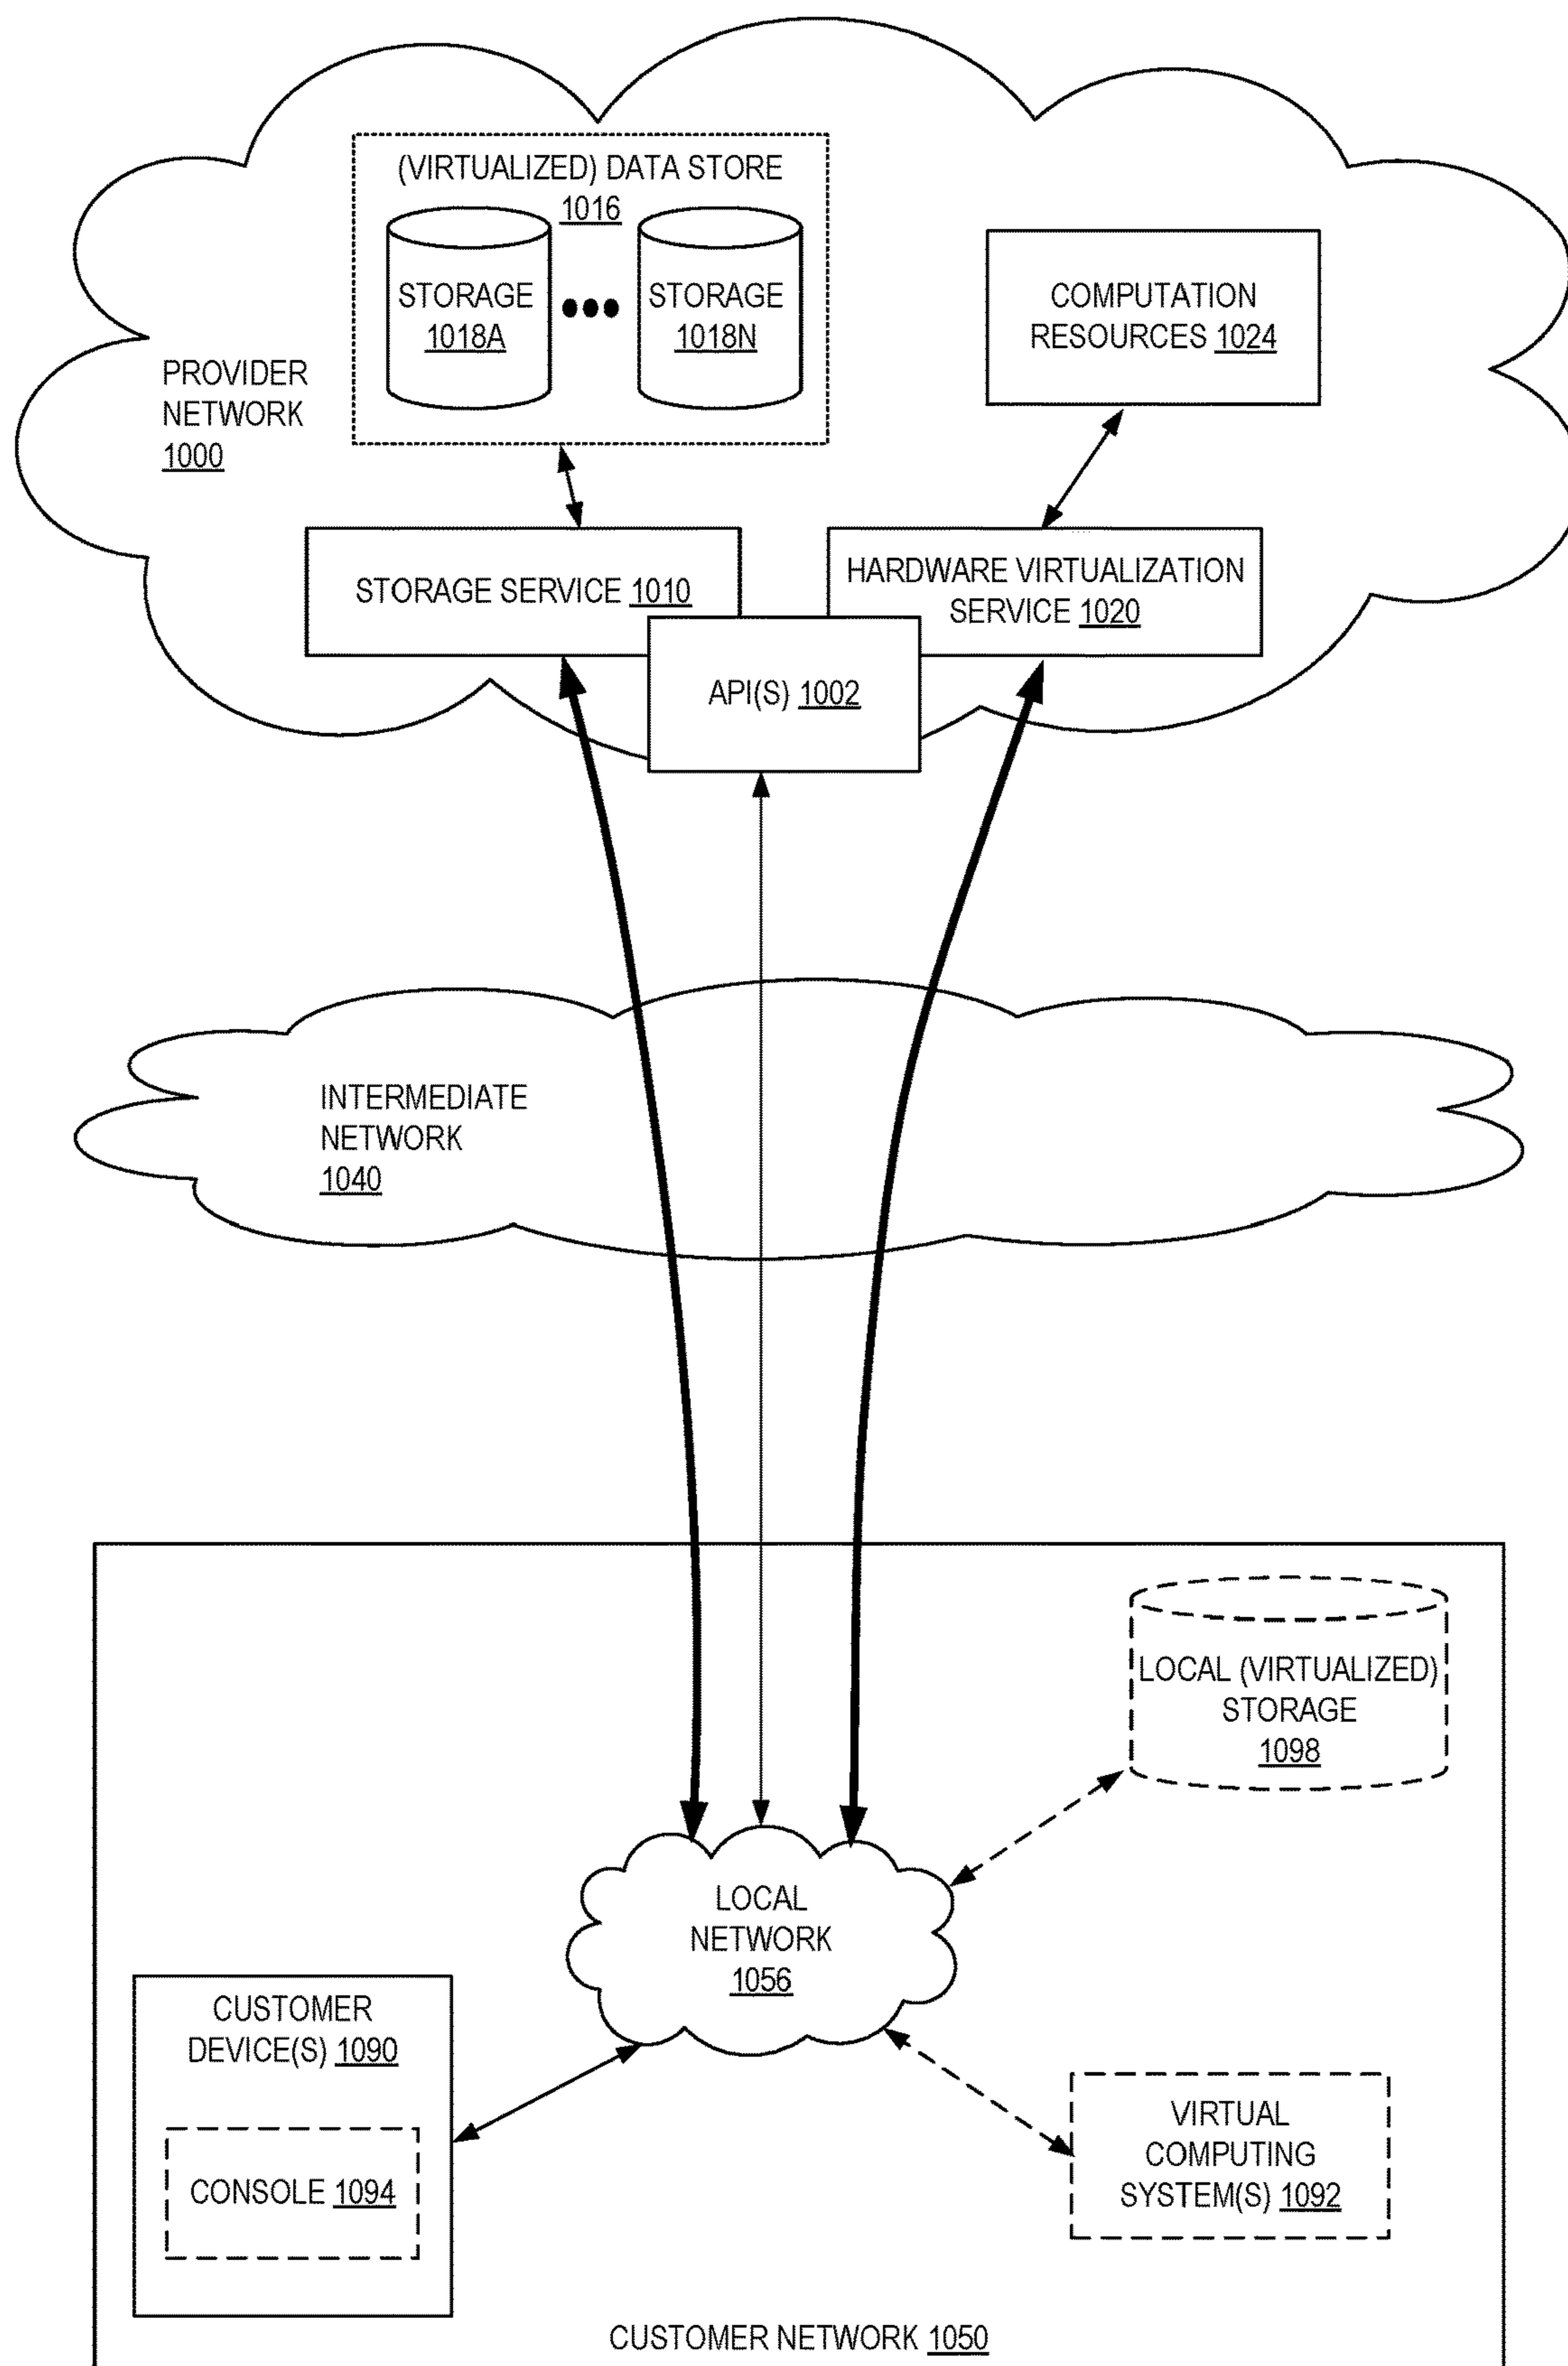 (VIRTUALIZED) DATA STORE
1016
STORAGE
1018A
STORAGE
1018N
COMPUTATION
RESOURCES 1024
PROVIDER
NETWORK
1000
STORAGE SERVICE 1010
HARDWARE VIRTUALIZATION
SERVICE 1020
API(S) 1002
INTERMEDIATE
NETWORK
1040
LOCAL (VIRTUALIZED)
STORAGE
1098
LOCAL
NETWORK
1056
CUSTOMER
DEVICE(S) 1090
CONSOLE 1094
VIRTUAL
COMPUTING
SYSTEM(S) 1092
CUSTOMER NETWORK 1050